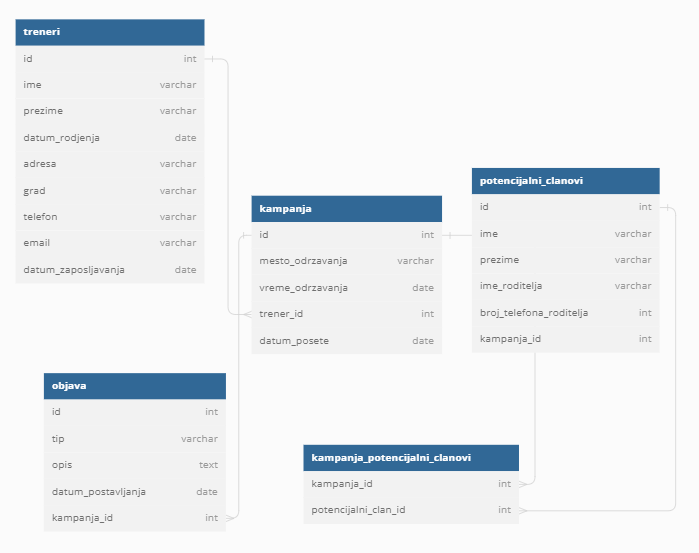 treneri
id int
ime varchar
prezime varchar
datum_rodjenja date
adresa varchar
grad varchar
telefon varchar
email varchar
datum_zaposljavanja date
kampanja
id int
mesto_odrzavanja varchar
vreme_odrzavanja date
trener_id int
datum_posete date
potencijalni_clanovi
id int
ime varchar
prezime varchar
ime_roditelja varchar
broj_telefona_roditelja int
kampanja_id int
objava
id int
tip varchar
opis text
datum_postavljanja date
kampanja_id int
kampanja_potencijalni_clanovi
kampanja_id int
potencijalni_clan_id int